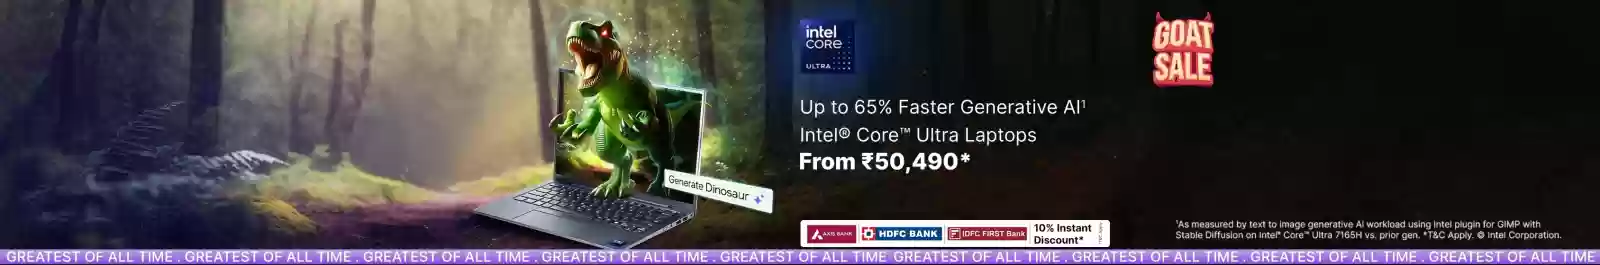 intel
CORE
ULTRA
GOAT
SALE
Up to 65% Faster Generative AI¹
Intel® Core™ Ultra Laptops
From ₹50,490*
Generate Dinosaur
AXIS BANK
HDFC BANK
IDFC FIRST Bank
10% Instant
Discount*
¹As measured by text to image generative AI workload using Intel plugin for GIMP with
Stable Diffusion on Intel® Core™ Ultra 7165H vs. prior gen. *T&C Apply. © Intel Corporation.
GREATEST OF ALL TIME . GREATEST OF ALL TIME . GREATEST OF ALL TIME . GREATEST OF ALL TIME . GREATEST OF ALL TIME . GREATEST OF ALL TIME . GREATEST OF ALL TIME . GREATEST OF ALL TIME . GREATEST OF ALL TIME